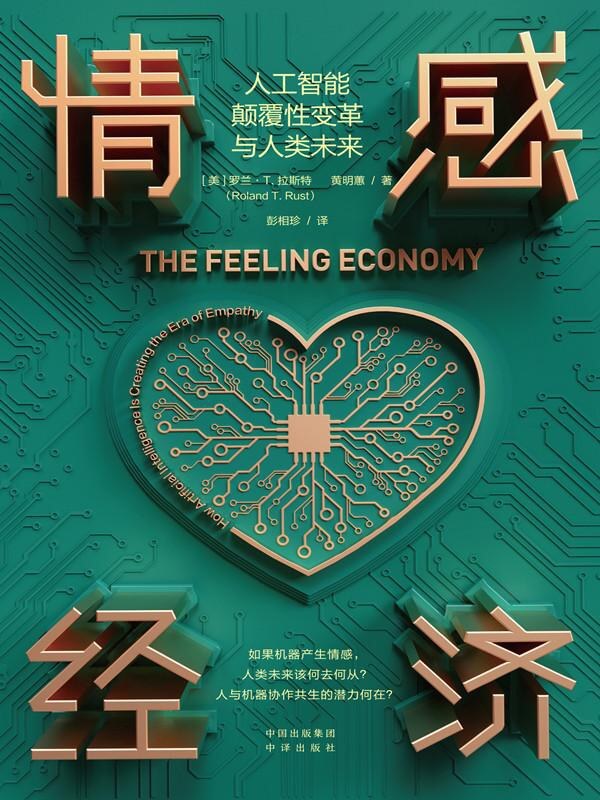 情感
人工智能
颠覆性变革
与人类未来
[美]罗兰·T.拉斯特 黄明蕙 / 著
(Roland T. Rust)
彭相珍 / 译
THE FEELING ECONOMY
How Artificial Intelligence Is Creating the Era of Empathy
经济
如果机器产生情感，
人类未来该何去何从?
人与机器协作共生的潜力何在?
中国出版集团
中译出版社